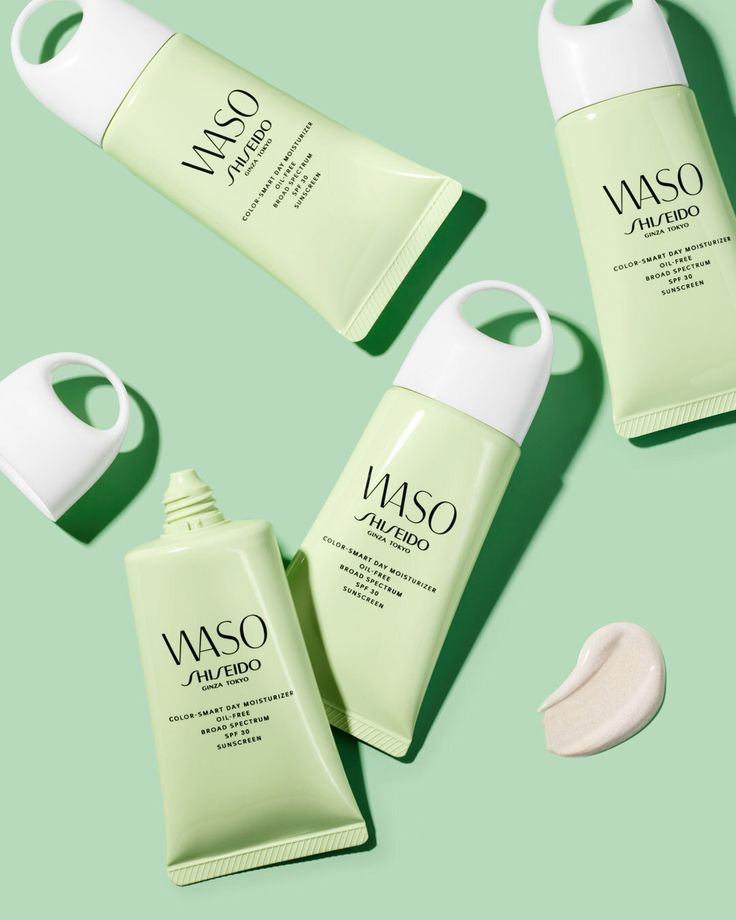 WASO
SHISEIDO
GINZA TOKYO
COLOR-SMART DAY MOISTURIZER
OIL-FREE
BROAD SPECTRUM
SPF 30
SUNSCREEN
WASO
SHISEIDO
GINZA TOKYO
COLOR-SMART DAY MOISTURIZER
OIL-FREE
BROAD SPECTRUM
SPF 30
SUNSCREEN
WASO
SHISEIDO
GINZA TOKYO
COLOR-SMART DAY MOISTURIZER
OIL-FREE
BROAD SPECTRUM
SPF 30
SUNSCREEN
WASO
SHISEIDO
GINZA TOKYO
COLOR-SMART DAY MOISTURIZER
OIL-FREE
BROAD SPECTRUM
SPF 30
SUNSCREEN